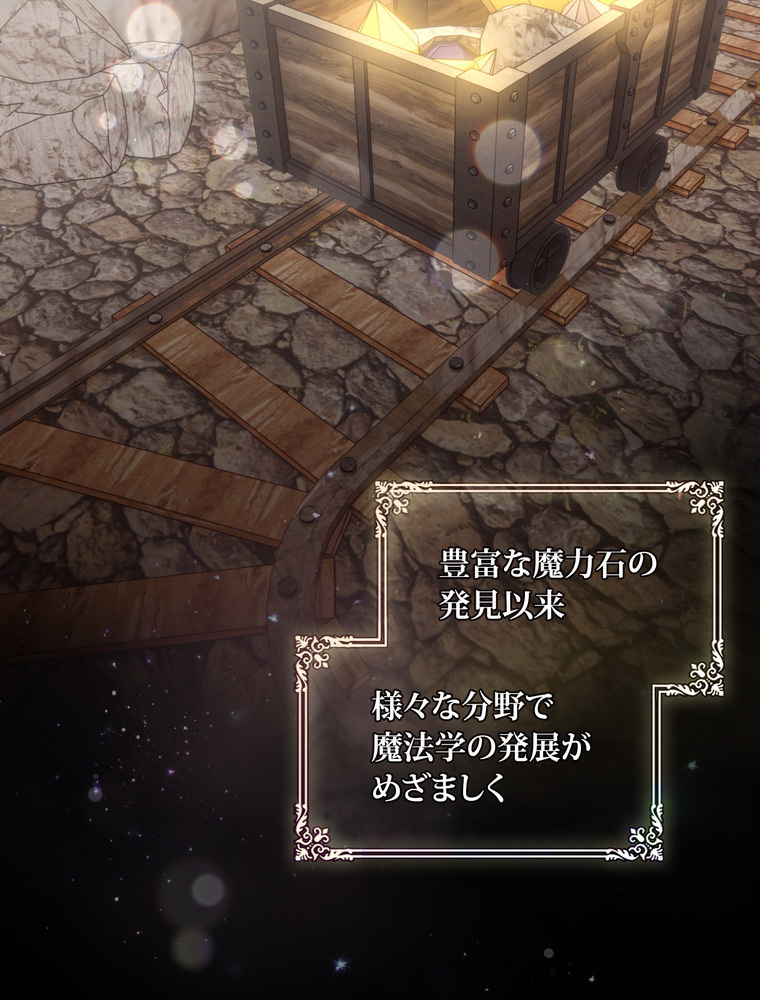 豊富な魔力石の
発見以来
様々な分野で
魔法学の発展が
めざましく